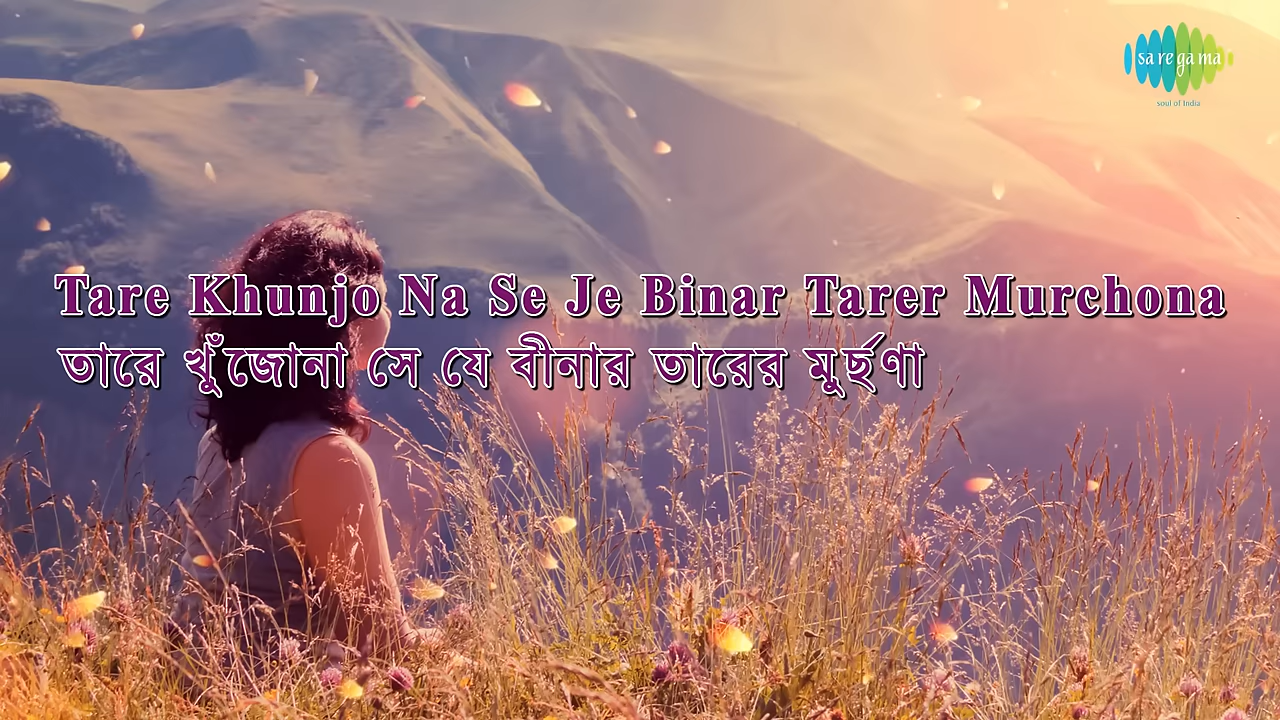 sa re ga ma
soul of India
Tare Khunjo Na Se Je Binar Tarer Murchona
তারে খুঁজোনা সে যে বীনার তারের মুর্ছণা